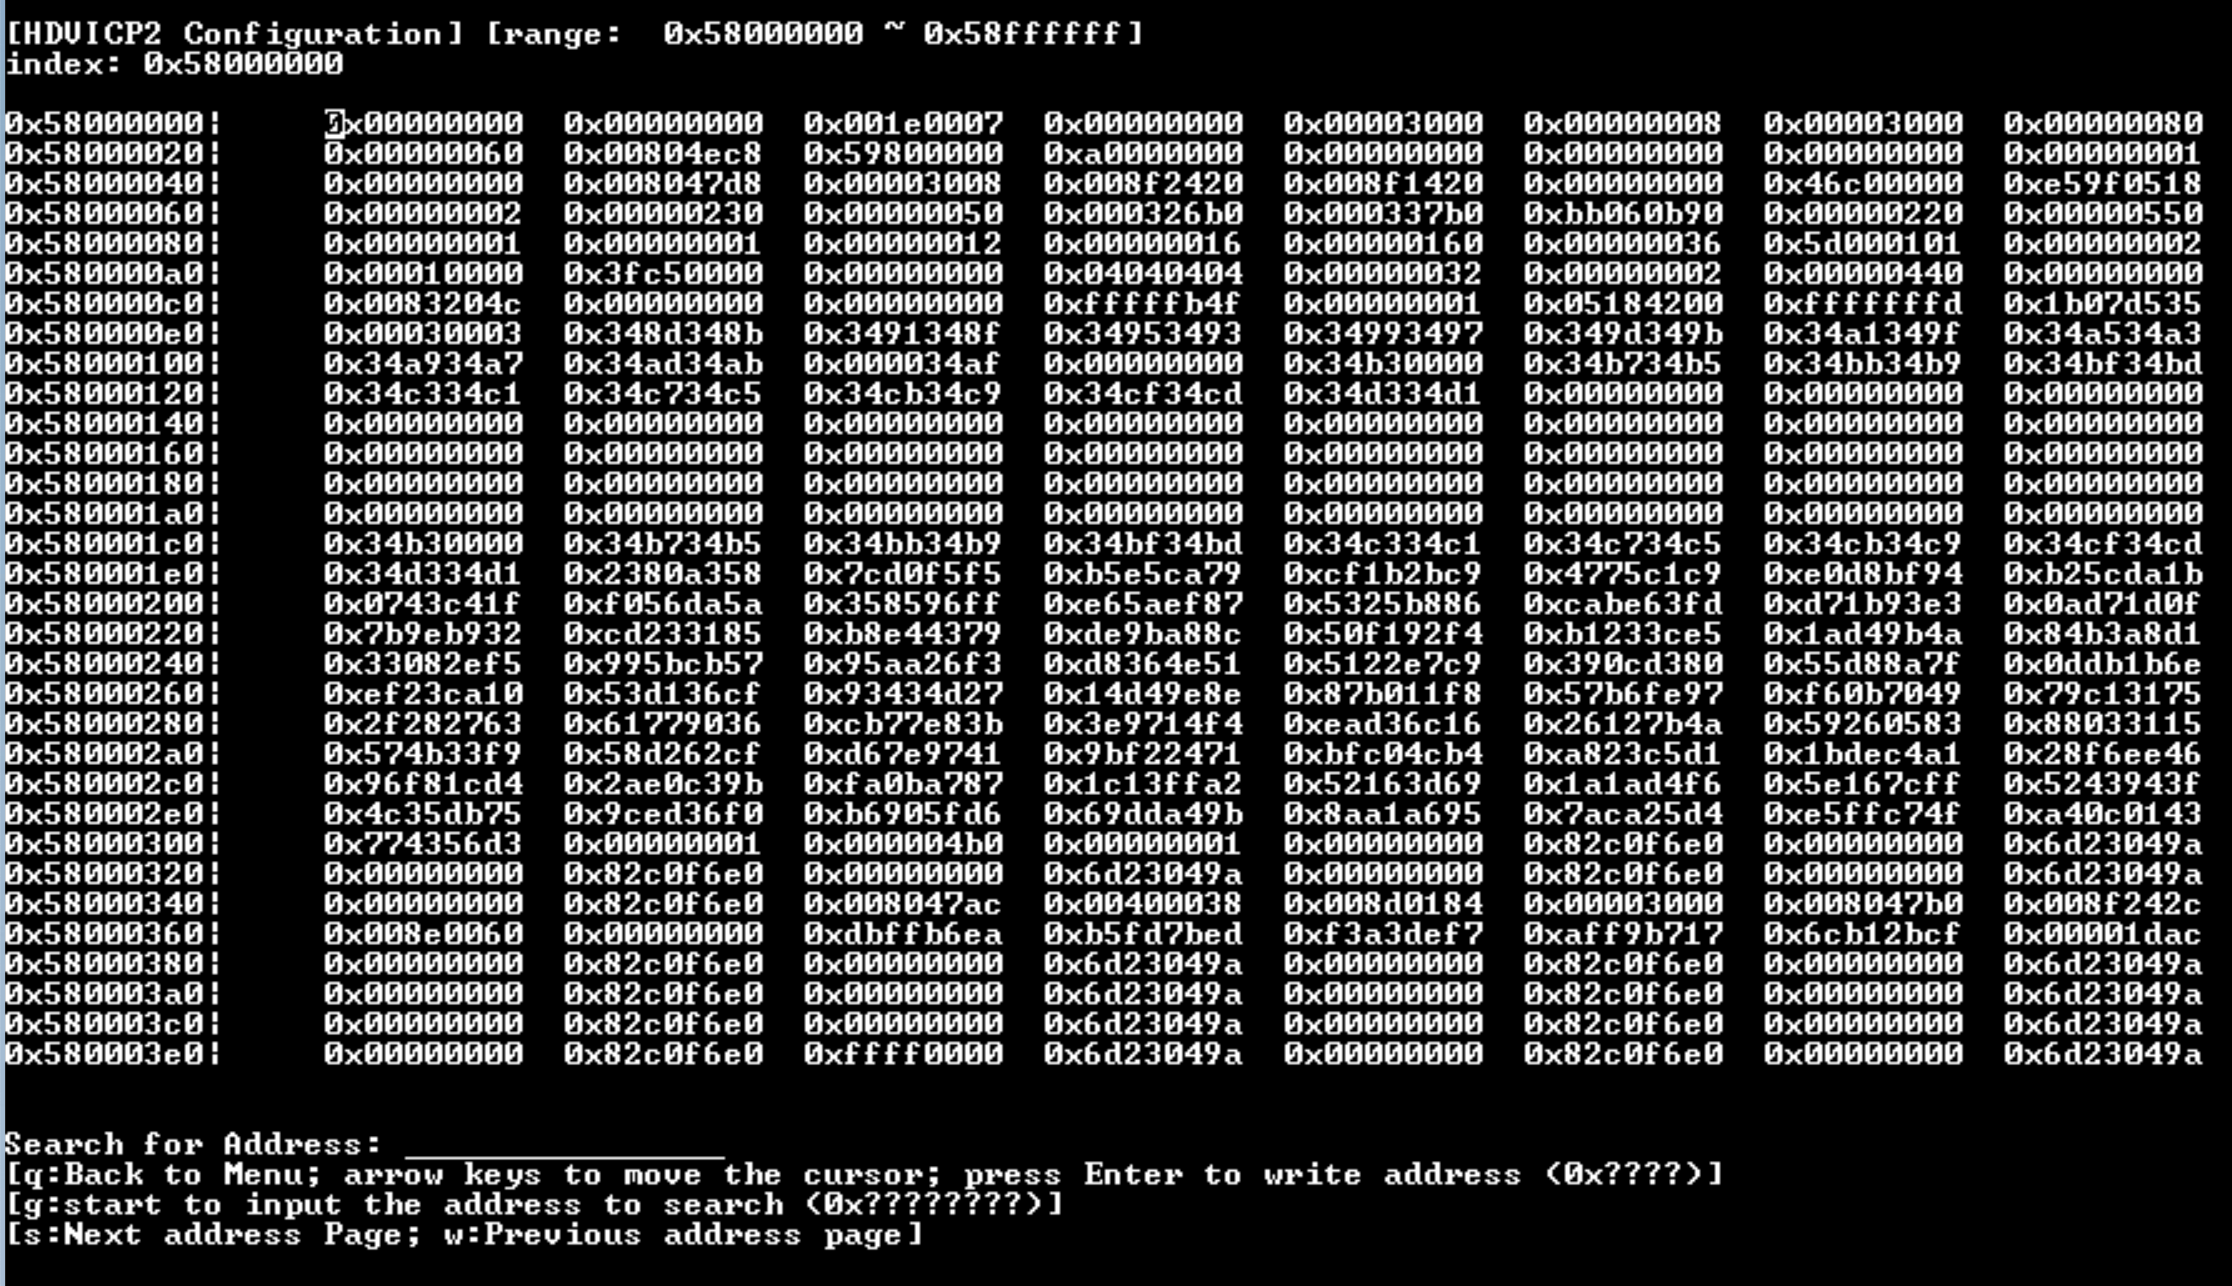 [HDVICP2 Configuration] [range:  0x58000000 ~ 0x58ffffff]
index: 0x58000000
0x58000000¦ 0x00000000 0x00000000 0x001e0007 0x00000000 0x00003000 0x00000008 0x00003000 0x00000080
0x58000020¦ 0x00000060 0x00804ec8 0x59800000 0xa0000000 0x00000000 0x00000000 0x00000000 0x00000001
0x58000040¦ 0x00000000 0x008047d8 0x00003008 0x008f2420 0x008f1420 0x00000000 0x46c00000 0xe59f0518
0x58000060¦ 0x00000002 0x00000230 0x00000050 0x000326b0 0x000337b0 0xbb060b90 0x00000220 0x00000550
0x58000080¦ 0x00000001 0x00000001 0x00000012 0x00000016 0x00000160 0x00000036 0x5d000101 0x00000002
0x580000a0¦ 0x00010000 0x3fc50000 0x00000000 0x04040404 0x00000032 0x00000002 0x00000440 0x00000000
0x580000c0¦ 0x0083204c 0x00000000 0x00000000 0xfffffb4f 0x00000001 0x05184200 0xfffffffd 0x1b07d535
0x580000e0¦ 0x00030003 0x348d348b 0x3491348f 0x34953493 0x34993497 0x349d349b 0x34a1349f 0x34a534a3
0x58000100¦ 0x34a934a7 0x34ad34ab 0x000034af 0x00000000 0x34b30000 0x34b734b5 0x34bb34b9 0x34bf34bd
0x58000120¦ 0x34c334c1 0x34c734c5 0x34cb34c9 0x34cf34cd 0x34d334d1 0x00000000 0x00000000 0x00000000
0x58000140¦ 0x00000000 0x00000000 0x00000000 0x00000000 0x00000000 0x00000000 0x00000000 0x00000000
0x58000160¦ 0x00000000 0x00000000 0x00000000 0x00000000 0x00000000 0x00000000 0x00000000 0x00000000
0x58000180¦ 0x00000000 0x00000000 0x00000000 0x00000000 0x00000000 0x00000000 0x00000000 0x00000000
0x580001a0¦ 0x00000000 0x00000000 0x00000000 0x00000000 0x00000000 0x00000000 0x00000000 0x00000000
0x580001c0¦ 0x34b30000 0x34b734b5 0x34bb34b9 0x34bf34bd 0x34c334c1 0x34c734c5 0x34cb34c9 0x34cf34cd
0x580001e0¦ 0x34d334d1 0x2380a358 0x7cd0f5f5 0xb5e5ca79 0xcf1b2bc9 0x4775c1c9 0xe0d8bf94 0xb25cda1b
0x58000200¦ 0x0743c41f 0xf056da5a 0x358596ff 0xe65aef87 0x5325b886 0xcabe63fd 0xd71b93e3 0x0ad71d0f
0x58000220¦ 0x7b9eb932 0xcd233185 0xb8e44379 0xde9ba88c 0x50f192f4 0xb1233ce5 0x1ad49b4a 0x84b3a8d1
0x58000240¦ 0x33082ef5 0x995bcb57 0x95aa26f3 0xd8364e51 0x5122e7c9 0x390cd380 0x55d88a7f 0x0ddb1b6e
0x58000260¦ 0xef23ca10 0x53d136cf 0x93434d27 0x14d49e8e 0x87b011f8 0x57b6fe97 0xf60b7049 0x79c13175
0x58000280¦ 0x2f282763 0x61779036 0xcb77e83b 0x3e9714f4 0xead36c16 0x26127b4a 0x59260583 0x88033115
0x580002a0¦ 0x574b33f9 0x58d262cf 0xd67e9741 0x9bf22471 0xbfc04cb4 0xa823c5d1 0x1bdec4a1 0x28f6ee46
0x580002c0¦ 0x96f81cd4 0x2ae0c39b 0xfa0ba787 0x1c13ffa2 0x52163d69 0x1a1ad4f6 0x5e167cff 0x5243943f
0x580002e0¦ 0x4c35db75 0x9ced36f0 0xb6905fd6 0x69dda49b 0x8aa1a695 0x7aca25d4 0xe5ffc74f 0xa40c0143
0x58000300¦ 0x774356d3 0x00000001 0x000004b0 0x00000001 0x00000000 0x82c0f6e0 0x00000000 0x6d23049a
0x58000320¦ 0x00000000 0x82c0f6e0 0x00000000 0x6d23049a 0x00000000 0x82c0f6e0 0x00000000 0x6d23049a
0x58000340¦ 0x00000000 0x82c0f6e0 0x008047ac 0x00400038 0x008d0184 0x00003000 0x008047b0 0x008f242c
0x58000360¦ 0x008e0060 0x00000000 0xdbffb6ea 0xb5fd7bed 0xf3a3def7 0xaff9b717 0x6cb12bcf 0x00001dac
0x58000380¦ 0x00000000 0x82c0f6e0 0x00000000 0x6d23049a 0x00000000 0x82c0f6e0 0x00000000 0x6d23049a
0x580003a0¦ 0x00000000 0x82c0f6e0 0x00000000 0x6d23049a 0x00000000 0x82c0f6e0 0x00000000 0x6d23049a
0x580003c0¦ 0x00000000 0x82c0f6e0 0x00000000 0x6d23049a 0x00000000 0x82c0f6e0 0x00000000 0x6d23049a
0x580003e0¦ 0x00000000 0x82c0f6e0 0xffff0000 0x6d23049a 0x00000000 0x82c0f6e0 0x00000000 0x6d23049a
Search for Address: ________________
[q:Back to Menu; arrow keys to move the cursor; press Enter to write address (0x????)]
[g:start to input the address to search (0x????????)]
[s:Next address Page; w:Previous address page]